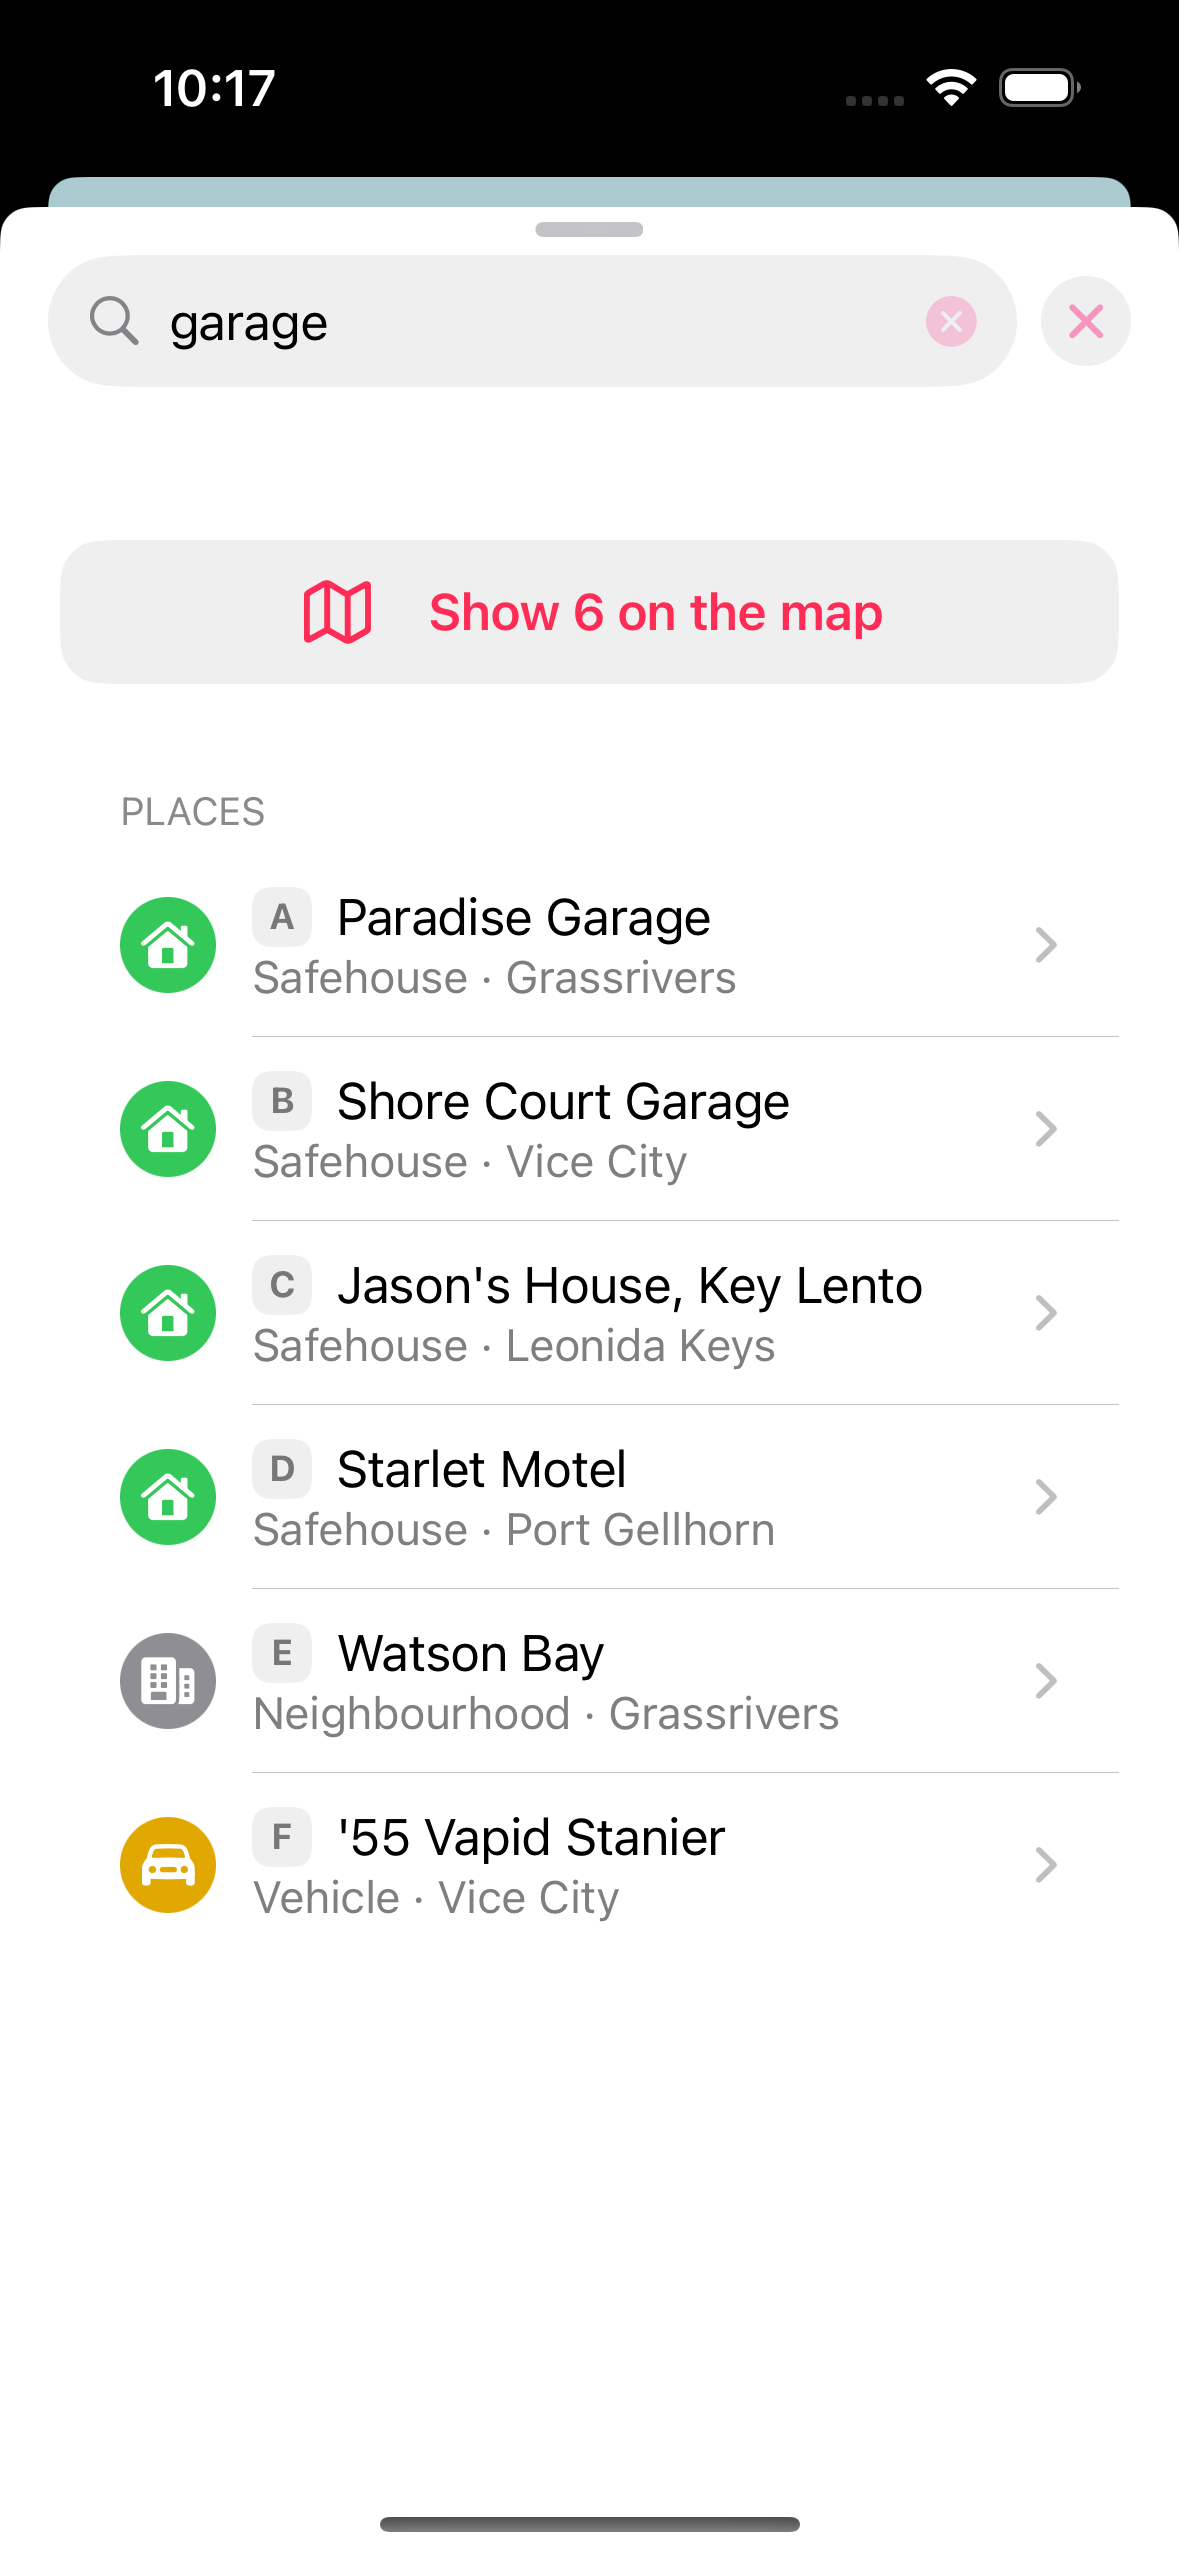 10:17
garage
Show 6 on the map
PLACES
A Paradise Garage
Safehouse · Grassrivers
B Shore Court Garage
Safehouse · Vice City
C Jason's House, Key Lento
Safehouse · Leonida Keys
D Starlet Motel
Safehouse · Port Gellhorn
E Watson Bay
Neighbourhood · Grassrivers
F '55 Vapid Stanier
Vehicle · Vice City